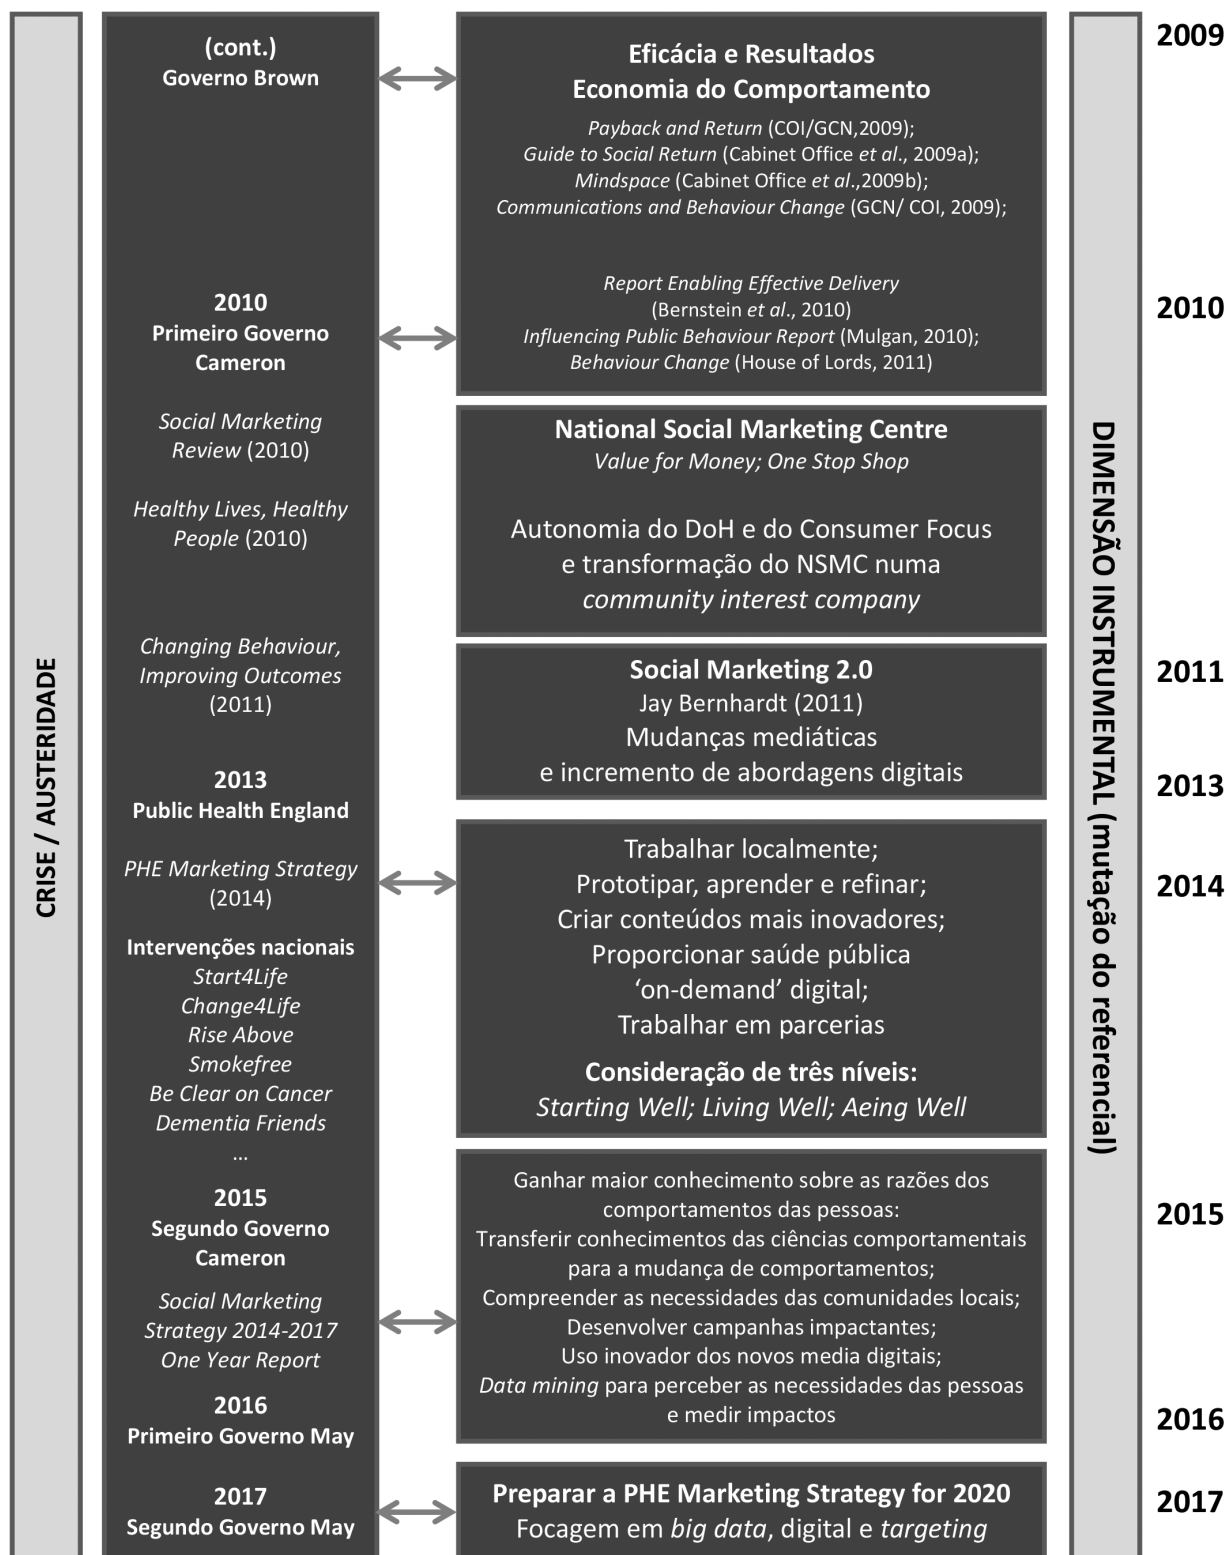 CRISE / AUSTERIDADE
(cont.)
Governo Brown
2010
Primeiro Governo
Cameron
Social Marketing
Review (2010)
Healthy Lives, Healthy
People (2010)
Changing Behaviour,
Improving Outcomes
(2011)
2013
Public Health England
PHE Marketing Strategy
(2014)
Intervenções nacionais
Start4Life
Change4Life
Rise Above
Smokefree
Be Clear on Cancer
Dementia Friends
...
2015
Segundo Governo
Cameron
Social Marketing
Strategy 2014-2017
One Year Report
2016
Primeiro Governo May
2017
Segundo Governo May
Eficácia e Resultados
Economia do Comportamento
Payback and Return (COI/GCN,2009);
Guide to Social Return (Cabinet Office et al., 2009a);
Mindspace (Cabinet Office et al.,2009b);
Communications and Behaviour Change (GCN/ COI, 2009);
Report Enabling Effective Delivery
(Bernstein et al., 2010)
Influencing Public Behaviour Report (Mulgan, 2010);
Behaviour Change (House of Lords, 2011)
National Social Marketing Centre
Value for Money; One Stop Shop
Autonomia do DoH e do Consumer Focus
e transformação do NSMC numa
community interest company
Social Marketing 2.0
Jay Bernhardt (2011)
Mudanças mediáticas
e incremento de abordagens digitais
Trabalhar localmente;
Prototipar, aprender e refinar;
Criar conteúdos mais inovadores;
Proporcionar saúde pública
‘on-demand’ digital;
Trabalhar em parcerias
Consideração de três níveis:
Starting Well; Living Well; Aeing Well
Ganhar maior conhecimento sobre as razões dos
comportamentos das pessoas:
Transferir conhecimentos das ciências comportamentais
para a mudança de comportamentos;
Compreender as necessidades das comunidades locais;
Desenvolver campanhas impactantes;
Uso inovador dos novos media digitais;
Data mining para perceber as necessidades das pessoas
e medir impactos
Preparar a PHE Marketing Strategy for 2020
Focagem em big data, digital e targeting
DIMENSÃO INSTRUMENTAL (mutação do referencial)
2009
2010
2011
2013
2014
2015
2016
2017